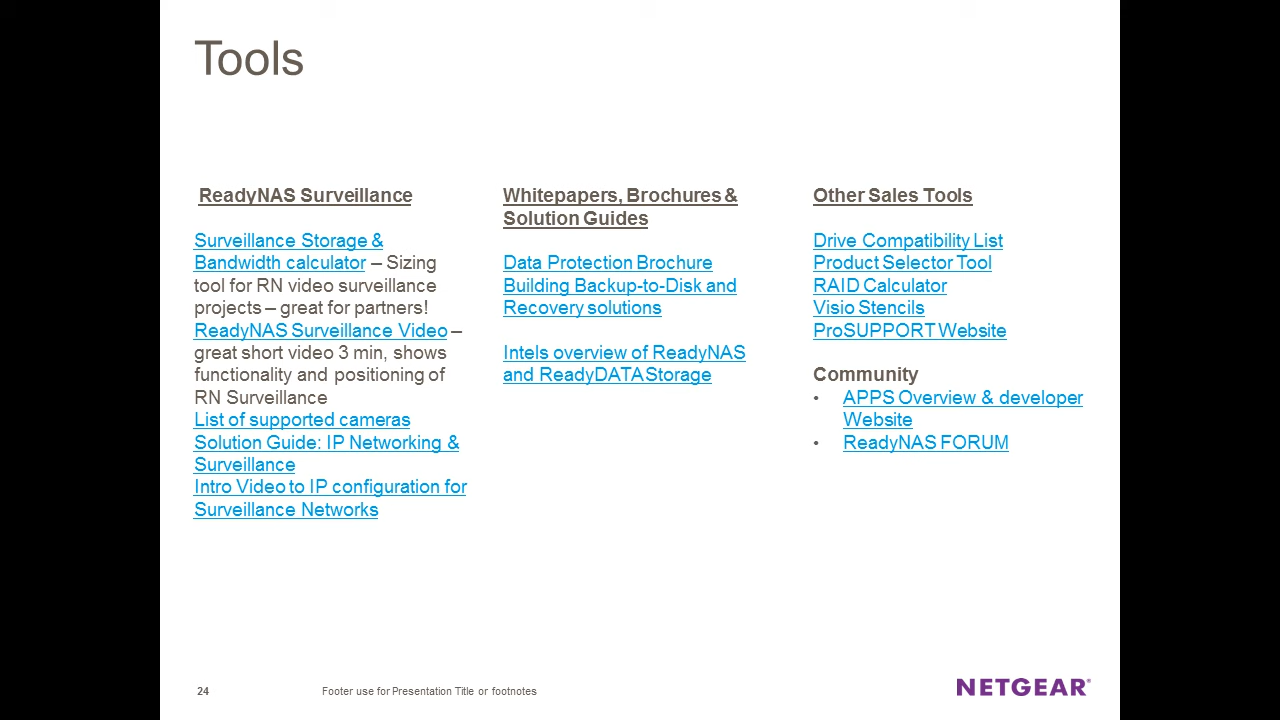 Tools
ReadyNAS Surveillance
Surveillance Storage &
Bandwidth calculator – Sizing
tool for RN video surveillance
projects – great for partners!
ReadyNAS Surveillance Video –
great short video 3 min, shows
functionality and positioning of
RN Surveillance
List of supported cameras
Solution Guide: IP Networking &
Surveillance
Intro Video to IP configuration for
Surveillance Networks
Whitepapers, Brochures &
Solution Guides
Data Protection Brochure
Building Backup-to-Disk and
Recovery solutions
Intels overview of ReadyNAS
and ReadyDATA Storage
Other Sales Tools
Drive Compatibility List
Product Selector Tool
RAID Calculator
Visio Stencils
ProSUPPORT Website
Community
• APPS Overview & developer
Website
• ReadyNAS FORUM
24
Footer use for Presentation Title or footnotes
NETGEAR®